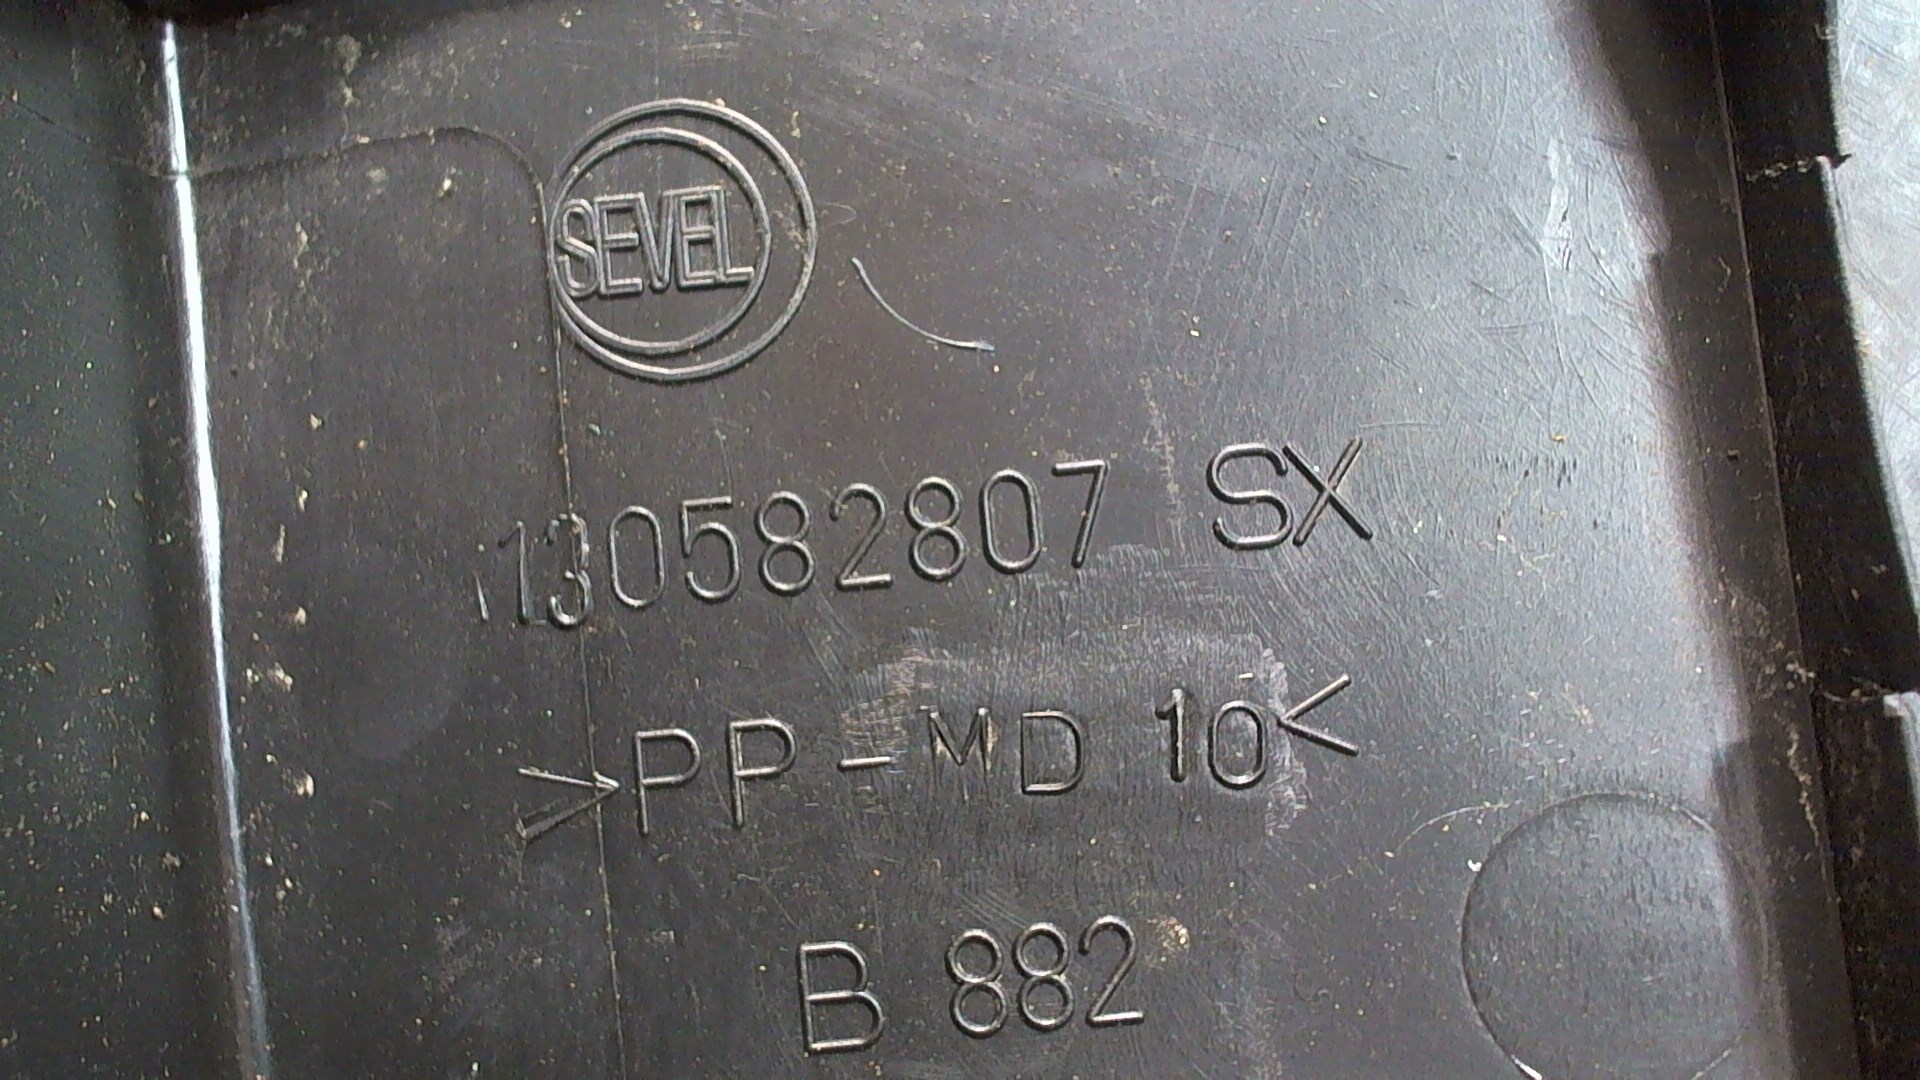 SEVEL
130582807 SX
>PP-MD 10<
B 882